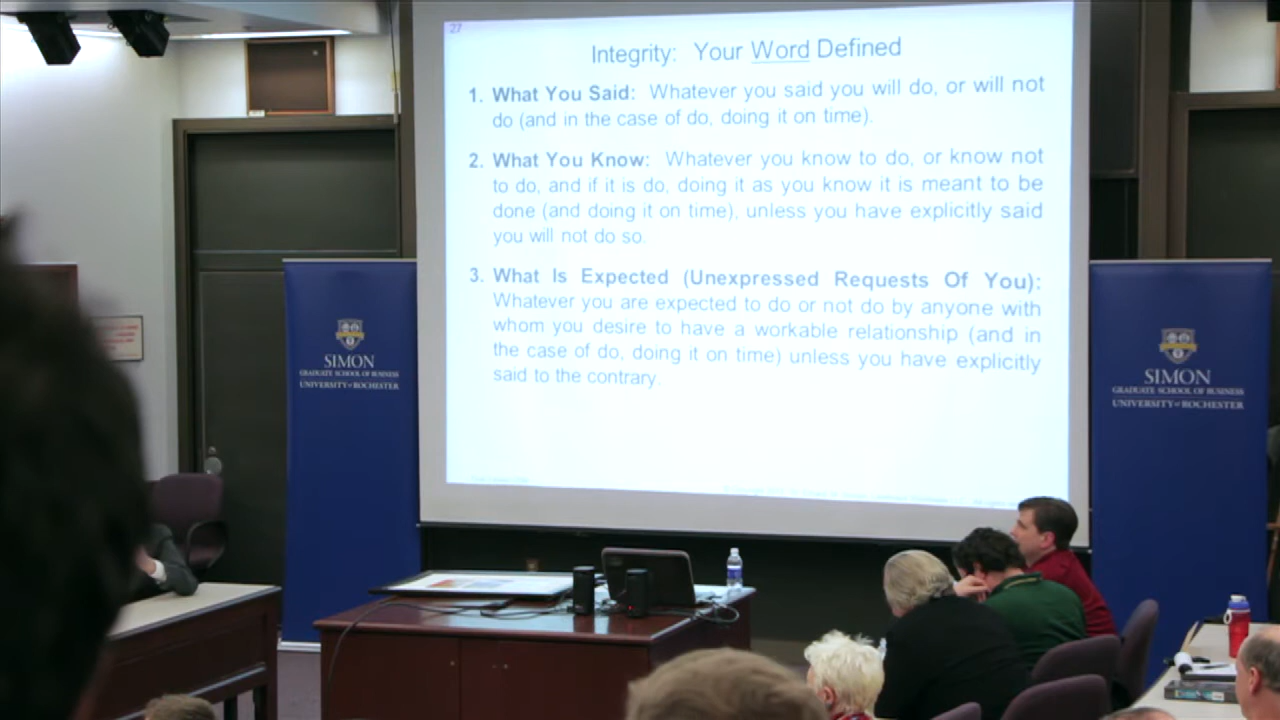 27
Integrity: Your Word Defined
1. What You Said: Whatever you said you will do, or will not
do (and in the case of do, doing it on time).
2. What You Know: Whatever you know to do, or know not
to do, and if it is do, doing it as you know it is meant to be
done (and doing it on time), unless you have explicitly said
you will not do so.
3. What Is Expected (Unexpressed Requests Of You):
Whatever you are expected to do or not do by anyone with
whom you desire to have a workable relationship (and in
the case of do, doing it on time) unless you have explicitly
said to the contrary.
SIMON
GRADUATE SCHOOL OF BUSINESS
UNIVERSITY of ROCHESTER
SIMON
GRADUATE SCHOOL OF BUSINESS
UNIVERSITY of ROCHESTER